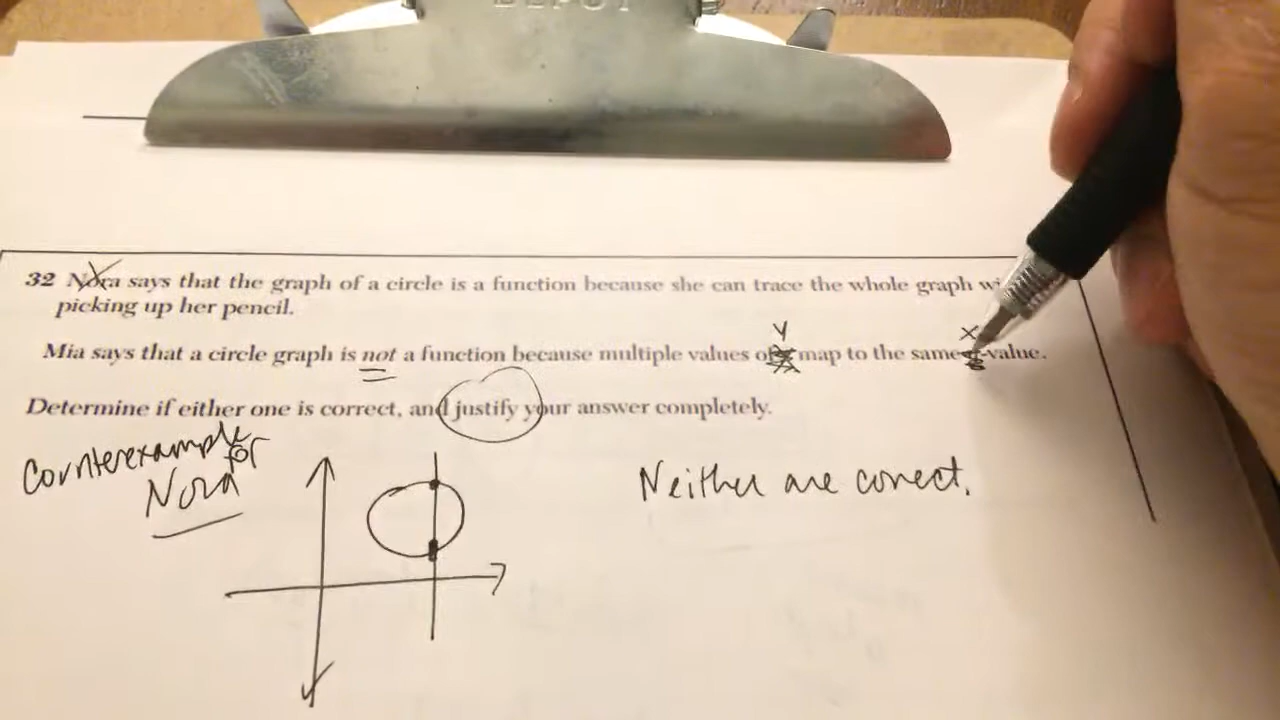 DEPOT
32 Nora says that the graph of a circle is a function because she can trace the whole graph
picking up her pencil.
Y X
Mia says that a circle graph is not a function because multiple values of map to the same -value.
Determine if either one is correct, and justify your answer completely.
Counterexample
for
Nora
Neither are correct.